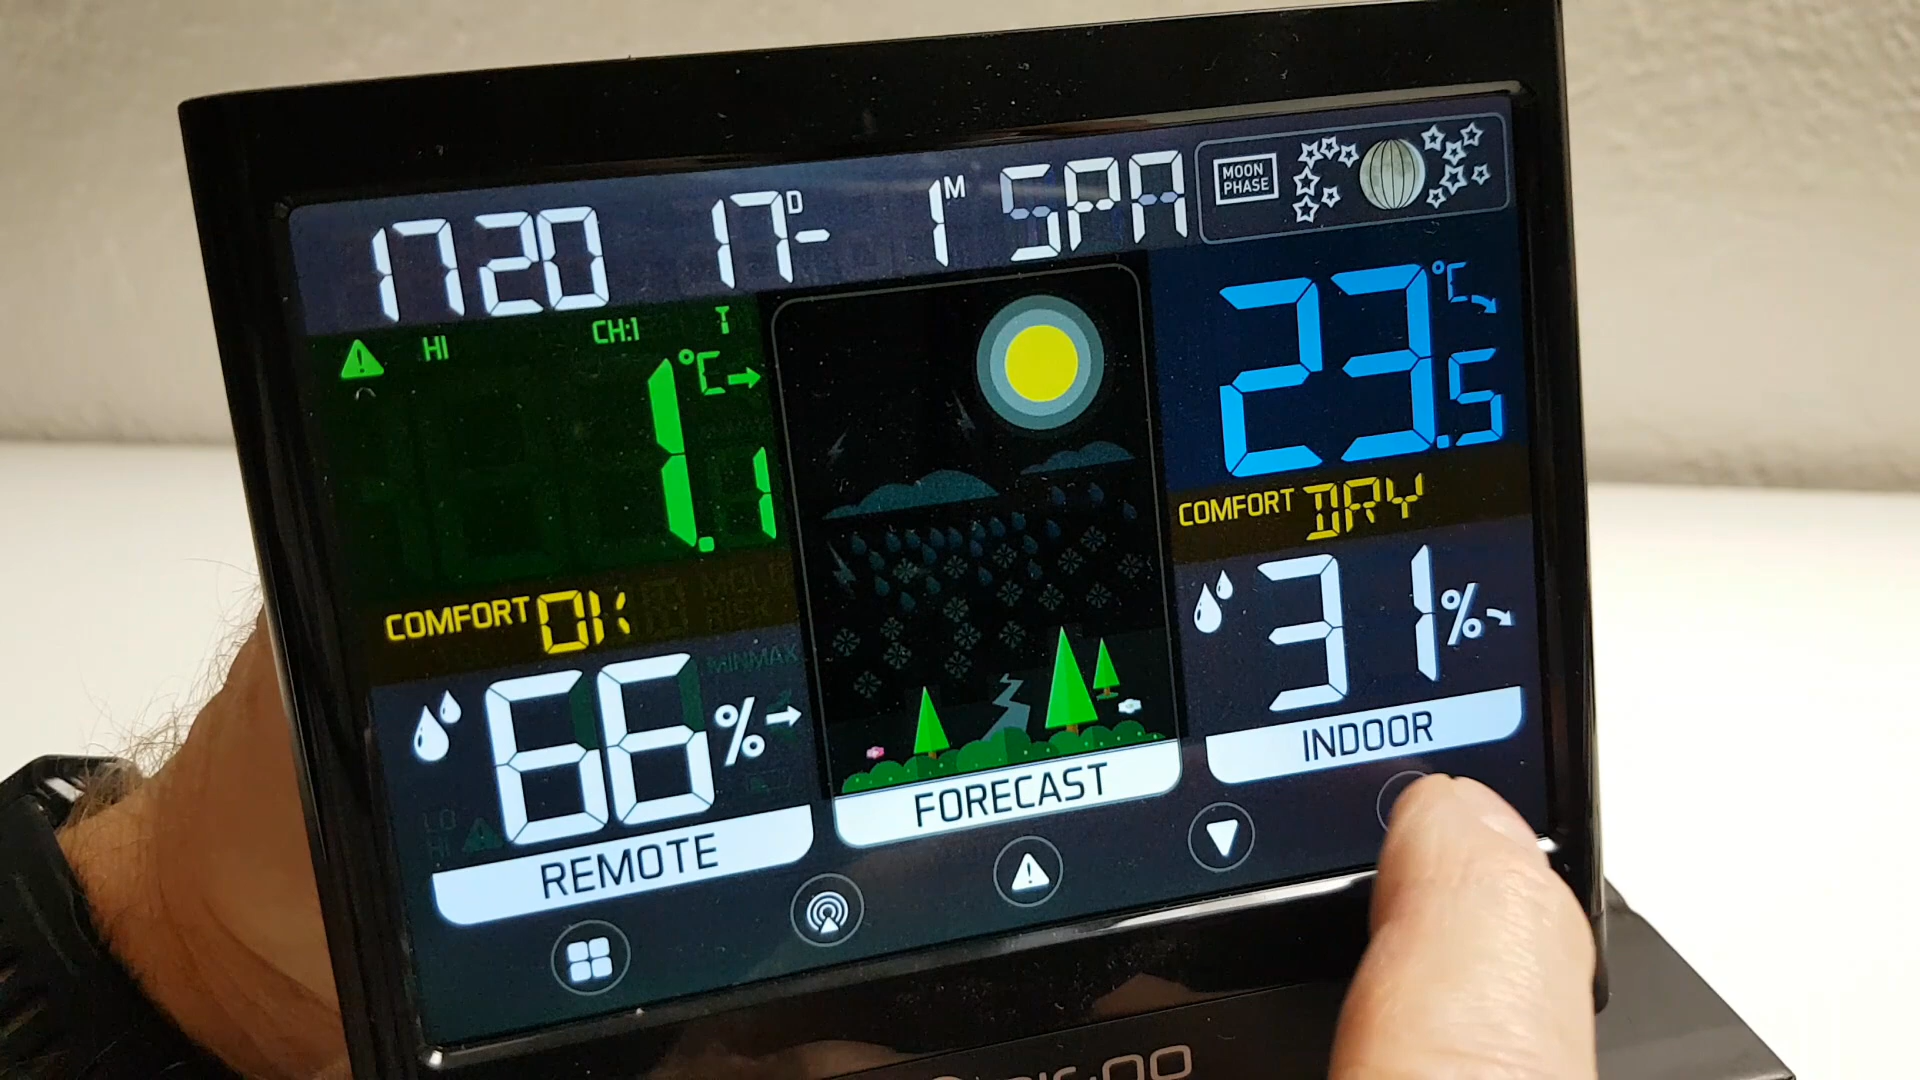 1720 17D- 1M SPA
MOON
PHASE
HI CH:1
1.1 °C
COMFORT OK
66 %
REMOTE
FORECAST
23.5 °C
COMFORT DRY
31 %
INDOOR